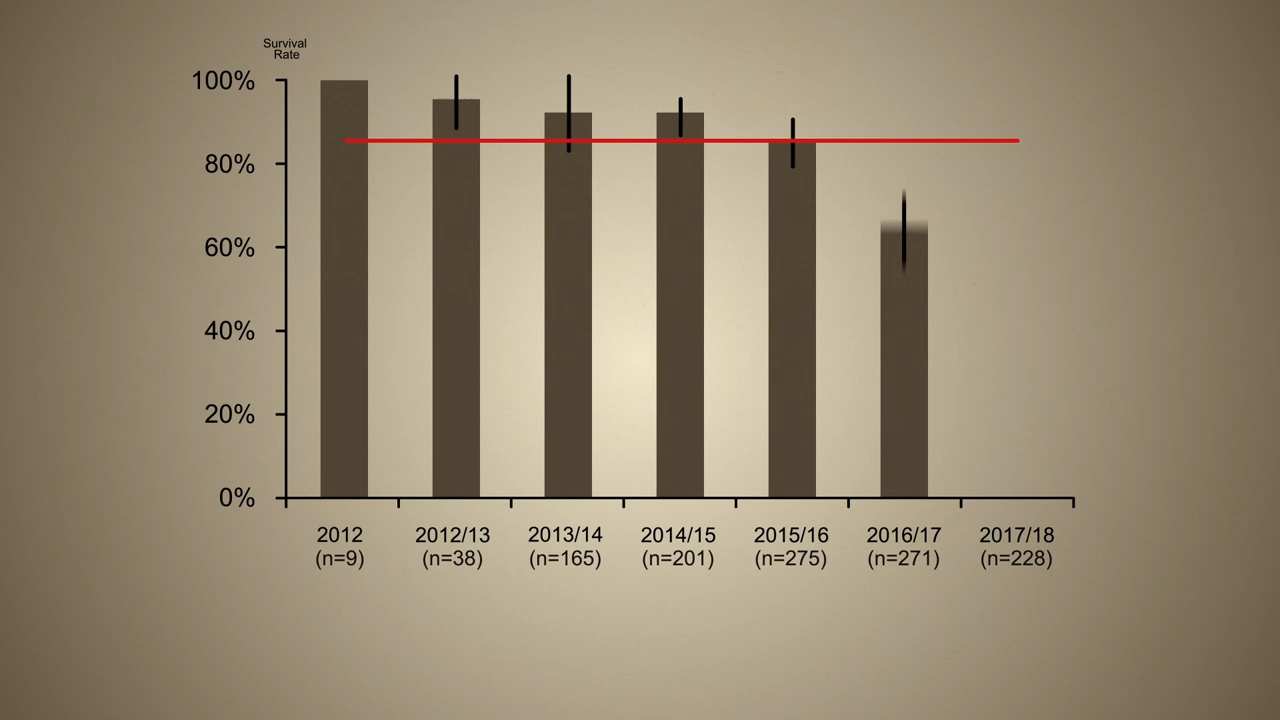 Survival
Rate
100%
80%
60%
40%
20%
0%
2012 2012/13 2013/14 2014/15 2015/16 2016/17 2017/18
(n=9) (n=38) (n=165) (n=201) (n=275) (n=271) (n=228)